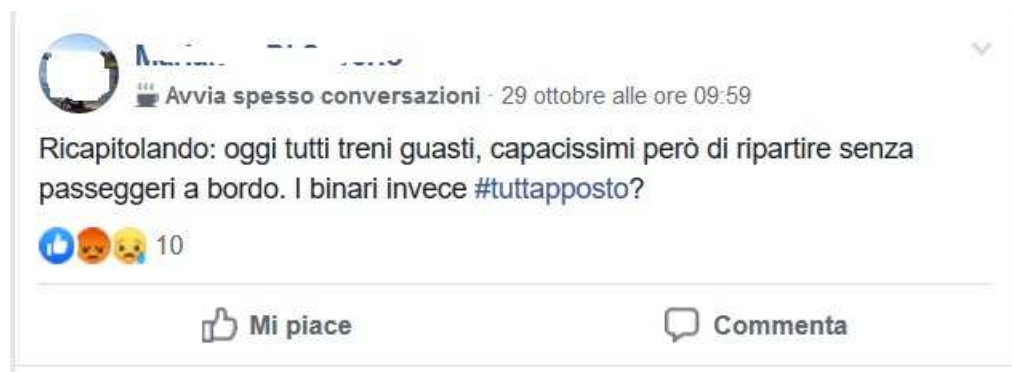 Avvia spesso conversazioni · 29 ottobre alle ore 09:59
Ricapitolando: oggi tutti treni guasti, capacissimi però di ripartire senza
passeggeri a bordo. I binari invece #tuttapposto?
10
Mi piace
Commenta